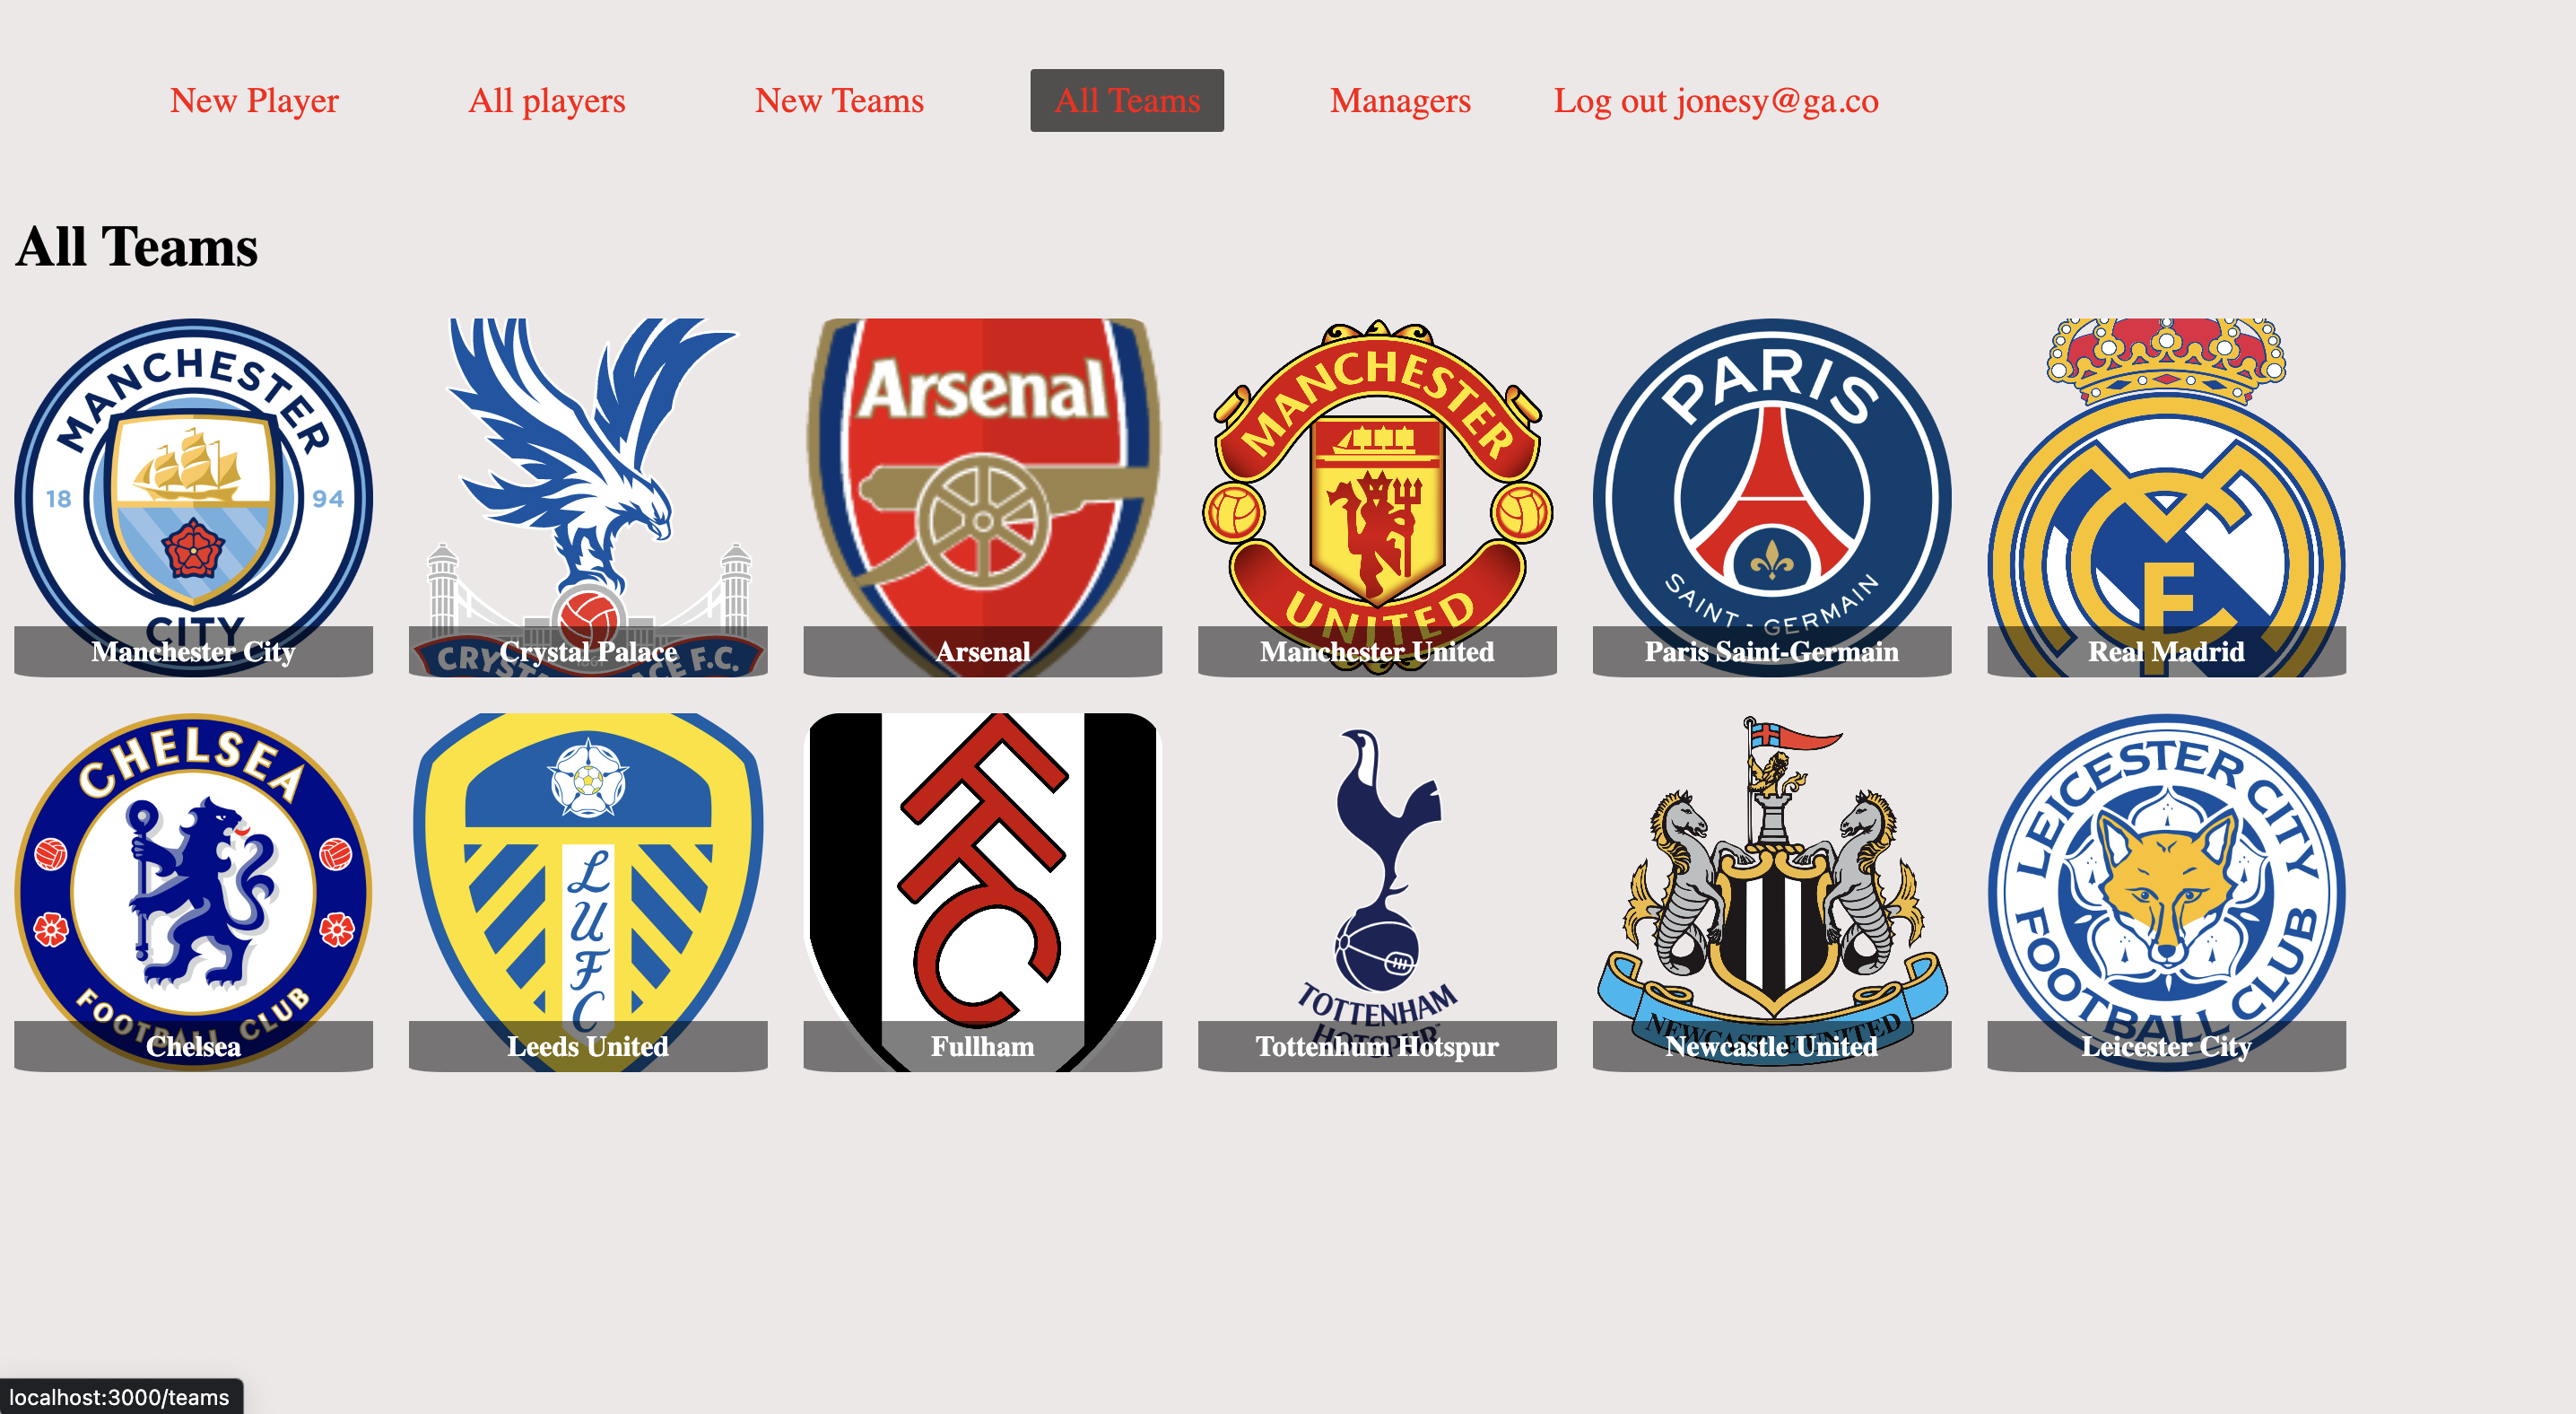 New Player All players New Teams All Teams Managers Log out jonesy@ga.co
All Teams
MANCHESTER
18 94
CITY
Manchester City
CRYSTAL PALACE F.C.
Crystal Palace
Arsenal
Arsenal
MANCHESTER
UNITED
Manchester United
PARIS
SAINT - GERMAIN
Paris Saint-Germain
Real Madrid
CHELSEA
FOOTBALL CLUB
Chelsea
LUFC
Leeds United
FFC
Fullham
TOTTENHAM
HOTSPUR
Tottenhum Hotspur
NEWCASTLE UNITED
Newcastle United
LEICESTER CITY
FOOTBALL CLUB
Leicester City
localhost:3000/teams